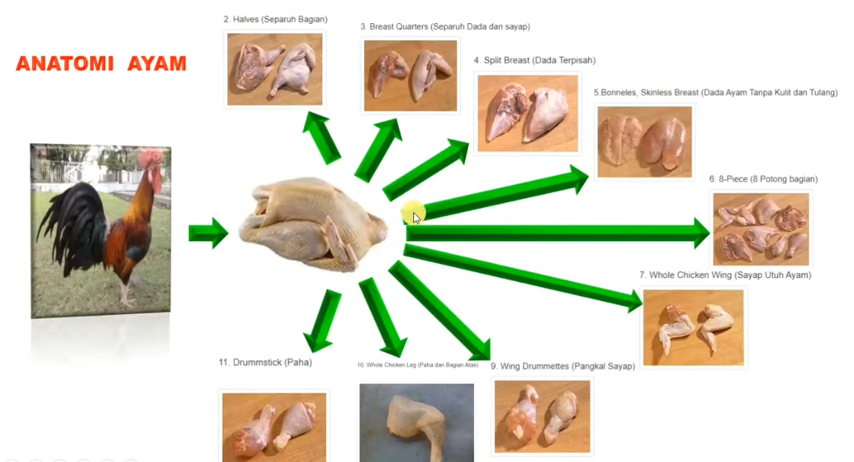 2. Halves (Separuh Bagian)
3. Breast Quarters (Separuh Dada dan sayap)
ANATOMI AYAM
4. Split Breast (Dada Terpisah)
5.Bonneles, Skinless Breast (Dada Ayam Tanpa Kulit dan Tulang)
6. 8-Piece (8 Potong bagian)
7. Whole Chicken Wing (Sayap Utuh Ayam)
11. Drumstick (Paha)
10. Whole Chicken Leg (Paha dan Bagian Atas)
9. Wing Drummettes (Pangkal Sayap)